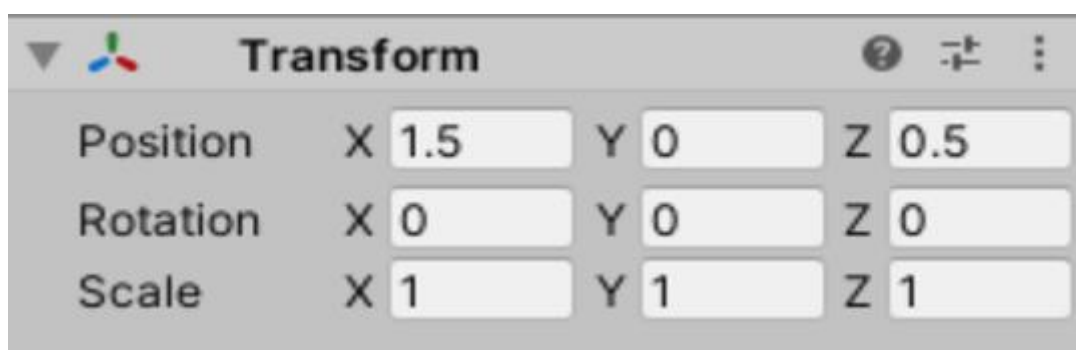 Transform
Position X 1.5 Y 0 Z 0.5
Rotation X 0 Y 0 Z 0
Scale X 1 Y 1 Z 1